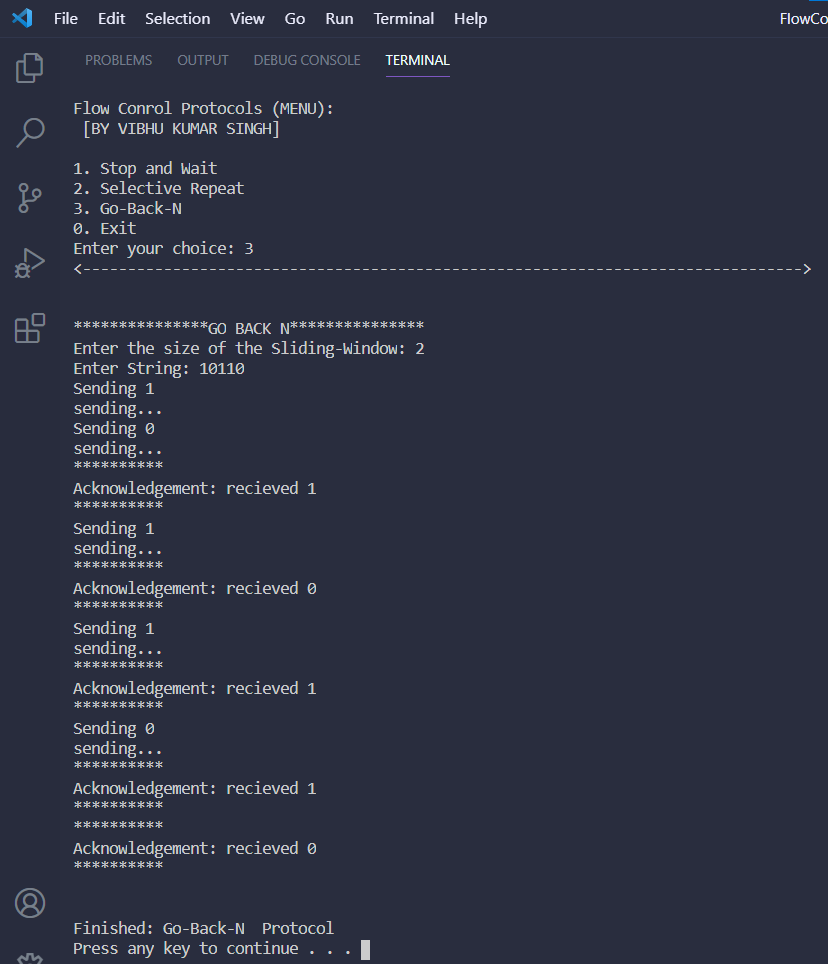 File Edit Selection View Go Run Terminal Help FlowCo
PROBLEMS OUTPUT DEBUG CONSOLE TERMINAL
Flow Conrol Protocols (MENU):
[BY VIBHU KUMAR SINGH]
1. Stop and Wait
2. Selective Repeat
3. Go-Back-N
0. Exit
Enter your choice: 3
<-------------------------------------------------------------------------------->
***************GO BACK N***************
Enter the size of the Sliding-Window: 2
Enter String: 10110
Sending 1
sending...
Sending 0
sending...
**********
Acknowledgement: recieved 1
**********
Sending 1
sending...
**********
Acknowledgement: recieved 0
**********
Sending 1
sending...
**********
Acknowledgement: recieved 1
**********
Sending 0
sending...
**********
Acknowledgement: recieved 1
**********
**********
Acknowledgement: recieved 0
**********
Finished: Go-Back-N  Protocol
Press any key to continue . . .